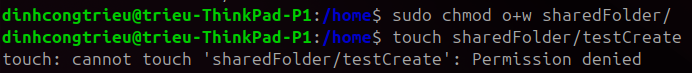 dinhcongtrieu@trieu-ThinkPad-P1:/home$ sudo chmod o+w sharedFolder/
dinhcongtrieu@trieu-ThinkPad-P1:/home$ touch sharedFolder/testCreate
touch: cannot touch 'sharedFolder/testCreate': Permission denied